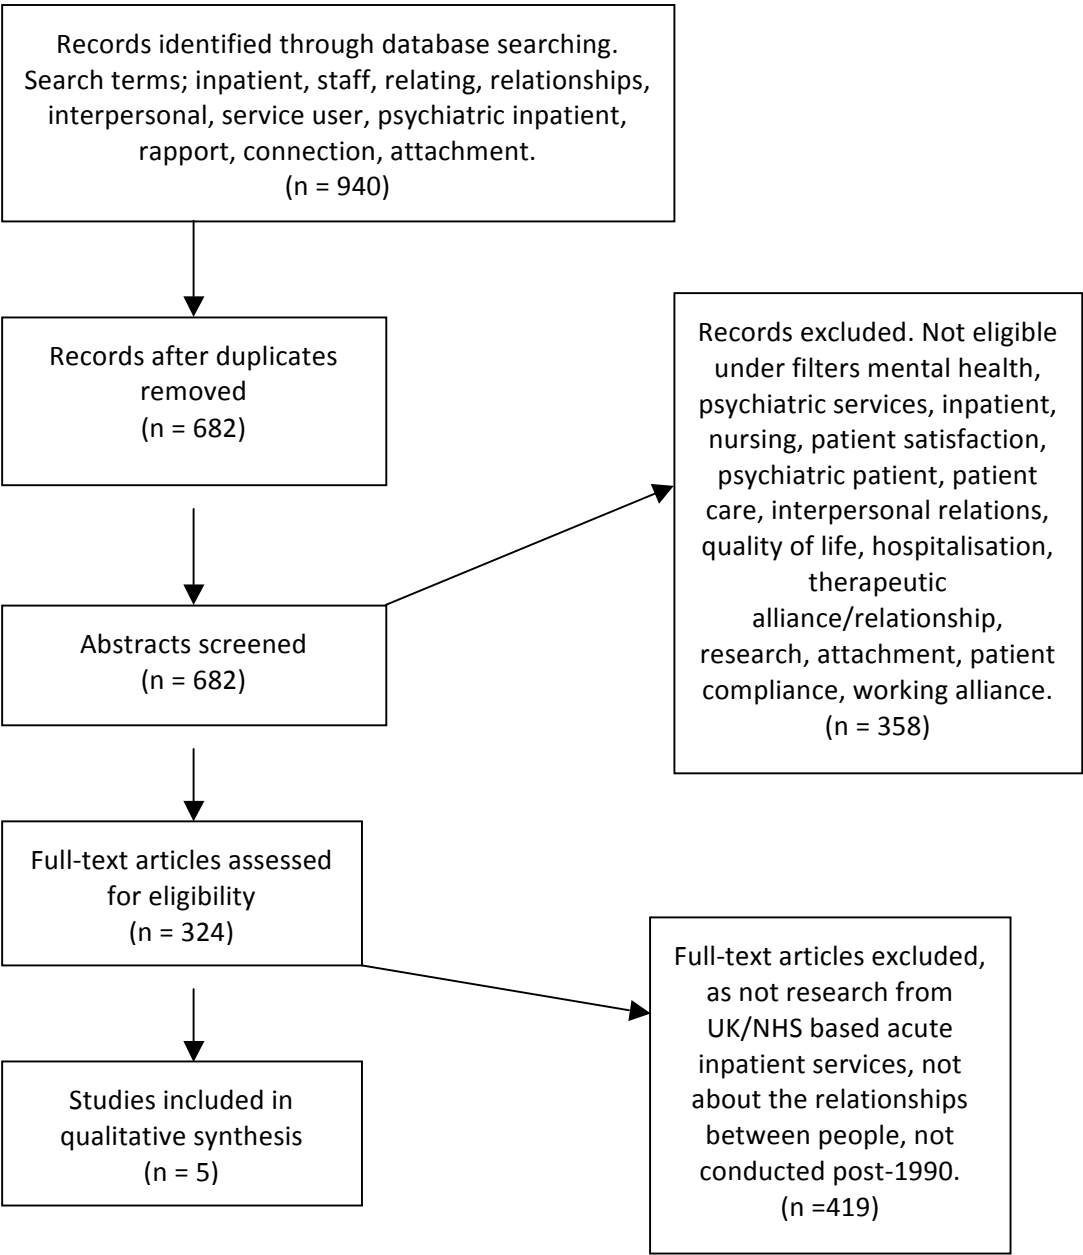 Records identified through database searching.
Search terms; inpatient, staff, relating, relationships,
interpersonal, service user, psychiatric inpatient,
rapport, connection, attachment.
(n = 940)
Records after duplicates
removed
(n = 682)
Records excluded. Not eligible
under filters mental health,
psychiatric services, inpatient,
nursing, patient satisfaction,
psychiatric patient, patient
care, interpersonal relations,
quality of life, hospitalisation,
therapeutic
alliance/relationship,
research, attachment, patient
compliance, working alliance.
(n = 358)
Abstracts screened
(n = 682)
Full-text articles assessed
for eligibility
(n = 324)
Full-text articles excluded,
as not research from
UK/NHS based acute
inpatient services, not
about the relationships
between people, not
conducted post-1990.
(n =419)
Studies included in
qualitative synthesis
(n = 5)